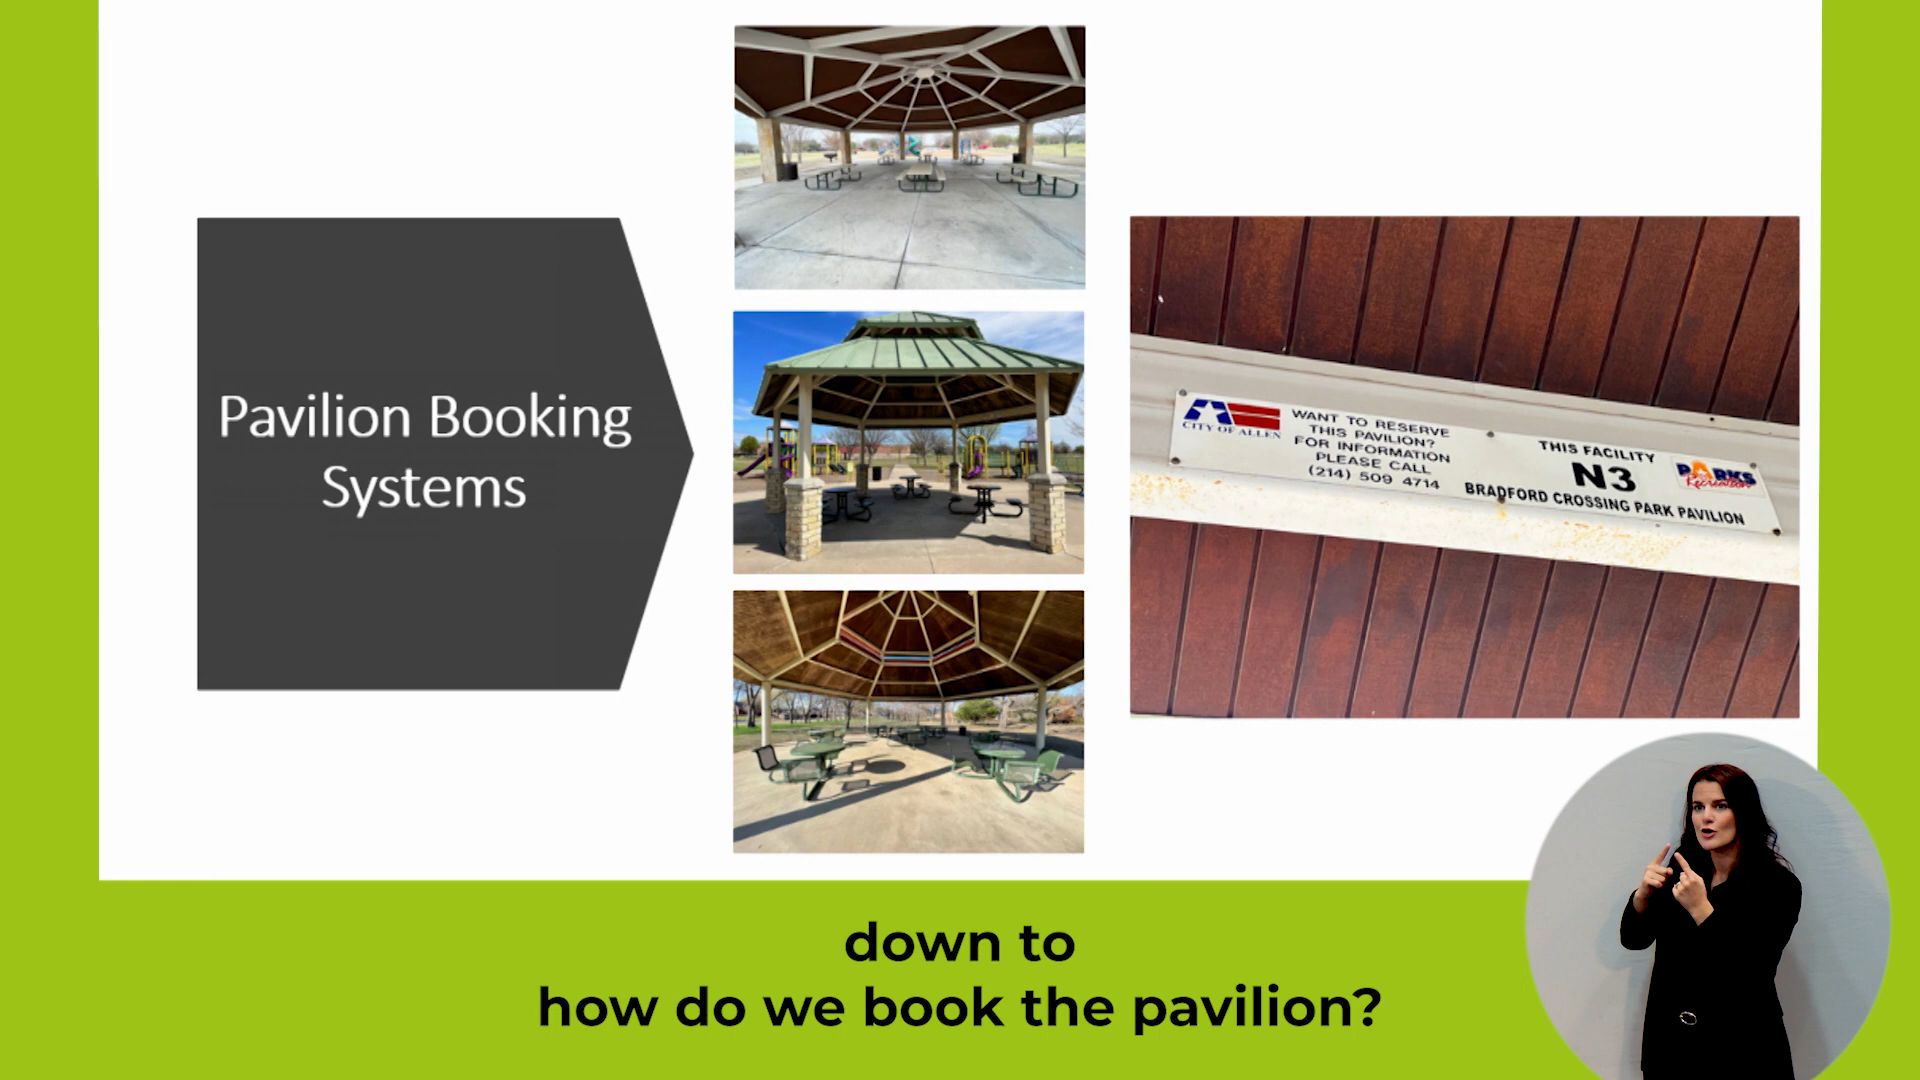 Pavilion Booking
Systems
CITY OF ALLEN
WANT TO RESERVE
THIS PAVILION?
FOR INFORMATION
PLEASE CALL
(214) 509 4714
THIS FACILITY
N3
BRADFORD CROSSING PARK PAVILION
PARKS
Recreation
down to
how do we book the pavilion?